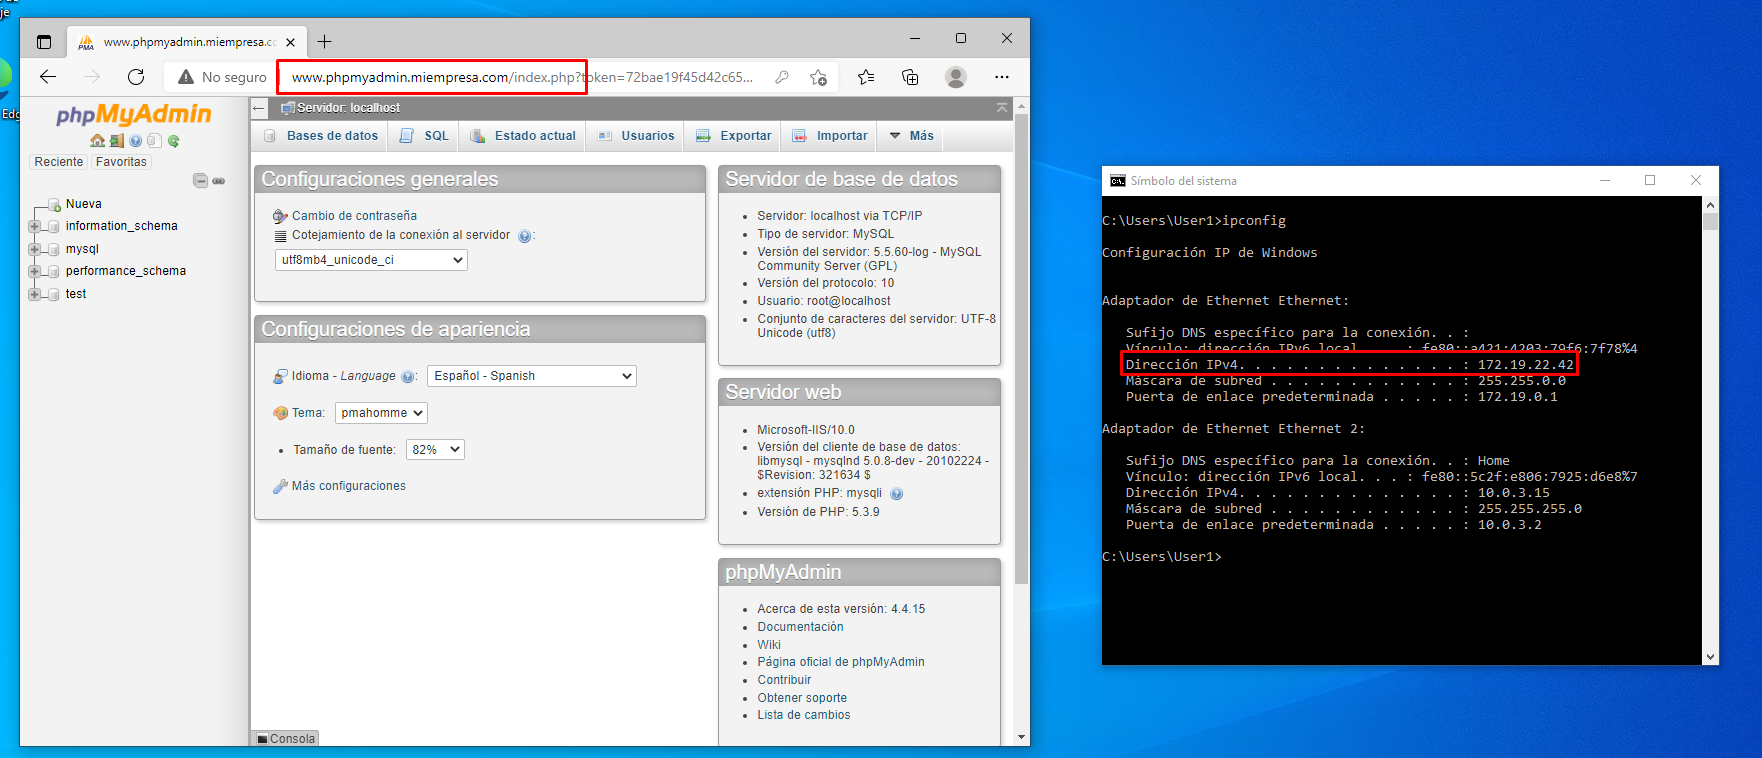 je
Edg
www.phpmyadmin.miempresa.cc
No seguro
www.phpmyadmin.miempresa.com/index.php?token=72bae19f45d42c65...
phpMyAdmin
Reciente
Favoritas
Nueva
information_schema
mysql
performance_schema
test
Servidor: localhost
Bases de datos
SQL
Estado actual
Usuarios
Exportar
Importar
Más
Configuraciones generales
Cambio de contraseña
Cotejamiento de la conexión al servidor :
utf8mb4_unicode_ci
Configuraciones de apariencia
Idioma - Language : Español - Spanish
Tema: pmahomme
• Tamaño de fuente: 82%
Más configuraciones
Servidor de base de datos
• Servidor: localhost via TCP/IP
• Tipo de servidor: MySQL
• Versión del servidor: 5.5.60-log - MySQL
Community Server (GPL)
• Versión del protocolo: 10
• Usuario: root@localhost
• Conjunto de caracteres del servidor: UTF-8
Unicode (utf8)
Servidor web
• Microsoft-IIS/10.0
• Versión del cliente de base de datos:
libmysql - mysqlnd 5.0.8-dev - 20102224 -
$Revision: 321634 $
• extensión PHP: mysqli
• Versión de PHP: 5.3.9
phpMyAdmin
• Acerca de esta versión: 4.4.15
• Documentación
• Wiki
• Página oficial de phpMyAdmin
• Contribuir
• Obtener soporte
• Lista de cambios
Consola
Símbolo del sistema
C:\Users\User1>ipconfig
Configuración IP de Windows
Adaptador de Ethernet Ethernet:
Sufijo DNS específico para la conexión. . :
Vínculo: dirección IPv6 local. . . : fe80::a421:4203:79f6:7f78%4
Dirección IPv4. . . . . . . . . . . . . . : 172.19.22.42
Máscara de subred . . . . . . . . . . . . : 255.255.0.0
Puerta de enlace predeterminada . . . . . : 172.19.0.1
Adaptador de Ethernet Ethernet 2:
Sufijo DNS específico para la conexión. . : Home
Vínculo: dirección IPv6 local. . . : fe80::5c2f:e806:7925:d6e8%7
Dirección IPv4. . . . . . . . . . . . . . : 10.0.3.15
Máscara de subred . . . . . . . . . . . . : 255.255.255.0
Puerta de enlace predeterminada . . . . . : 10.0.3.2
C:\Users\User1>